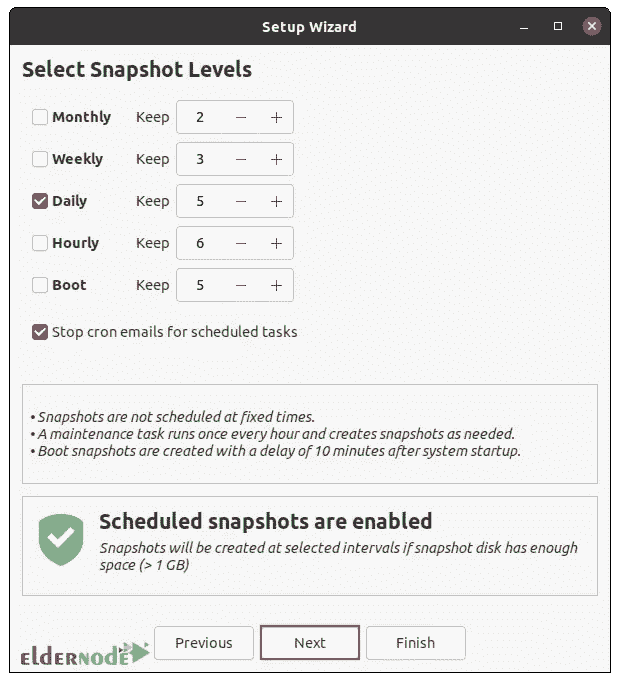 Setup Wizard
Select Snapshot Levels
Monthly Keep 2 − +
Weekly Keep 3 − +
Daily Keep 5 − +
Hourly Keep 6 − +
Boot Keep 5 − +
Stop cron emails for scheduled tasks
• Snapshots are not scheduled at fixed times.
• A maintenance task runs once every hour and creates snapshots as needed.
• Boot snapshots are created with a delay of 10 minutes after system startup.
Scheduled snapshots are enabled
Snapshots will be created at selected intervals if snapshot disk has enough
space (> 1 GB)
eldernode Previous Next Finish